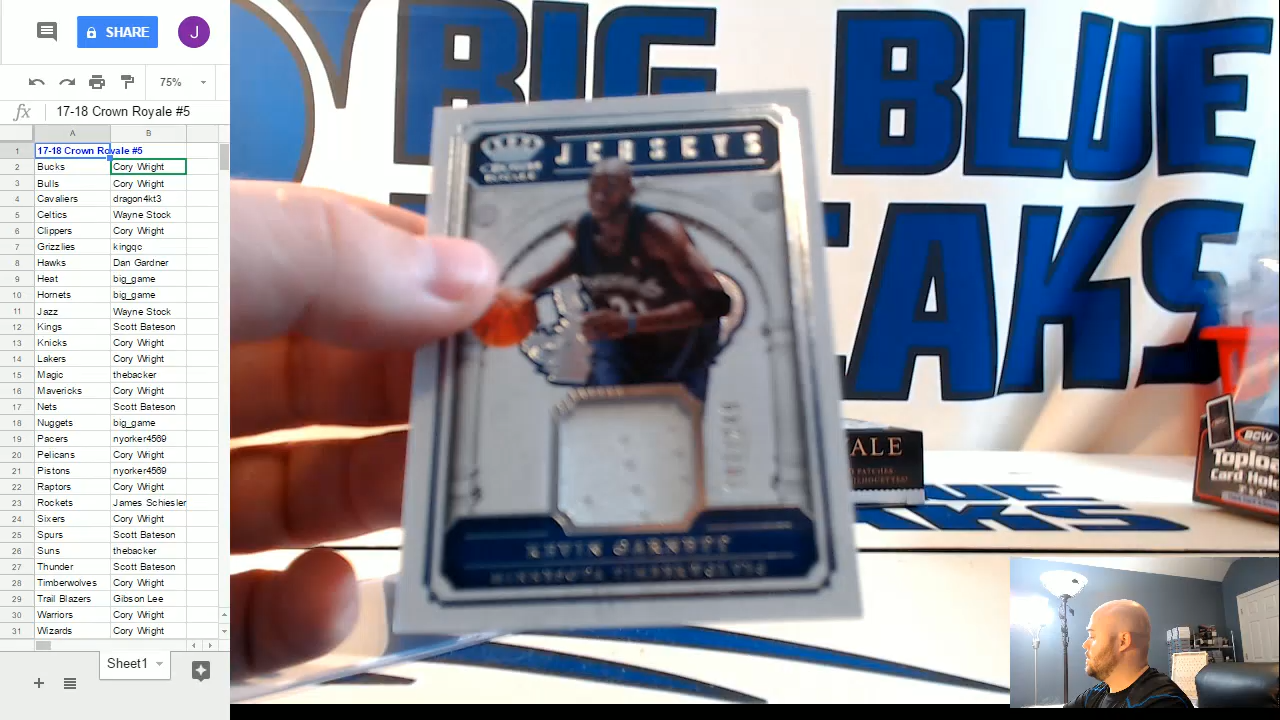 SHARE
J
75%
fx 17-18 Crown Royale #5
A B
1 17-18 Crown Royale #5
2 Bucks Cory Wright
3 Bulls Cory Wright
4 Cavaliers dragon4kt3
5 Celtics Wayne Stock
6 Clippers Cory Wright
7 Grizzlies kingqc
8 Hawks Dan Gardner
9 Heat big_game
10 Hornets big_game
11 Jazz Wayne Stock
12 Kings Scott Bateson
13 Knicks Cory Wright
14 Lakers Cory Wright
15 Magic thebacker
16 Mavericks Cory Wright
17 Nets Scott Bateson
18 Nuggets big_game
19 Pacers nyorker4569
20 Pelicans Cory Wright
21 Pistons nyorker4569
22 Raptors Cory Wright
23 Rockets James Schiesler
24 Sixers Cory Wright
25 Spurs Scott Bateson
26 Suns thebacker
27 Thunder Scott Bateson
28 Timberwolves Cory Wright
29 Trail Blazers Gibson Lee
30 Warriors Cory Wright
31 Wizards Cory Wright
Sheet1
BIG BLUE
EAKS
CROWN ROYALE
JERSEYS
KEVIN GARNETT
MINNESOTA TIMBERWOLVES
ALE
UE
AKS
BCW
Toploa
Card Hol